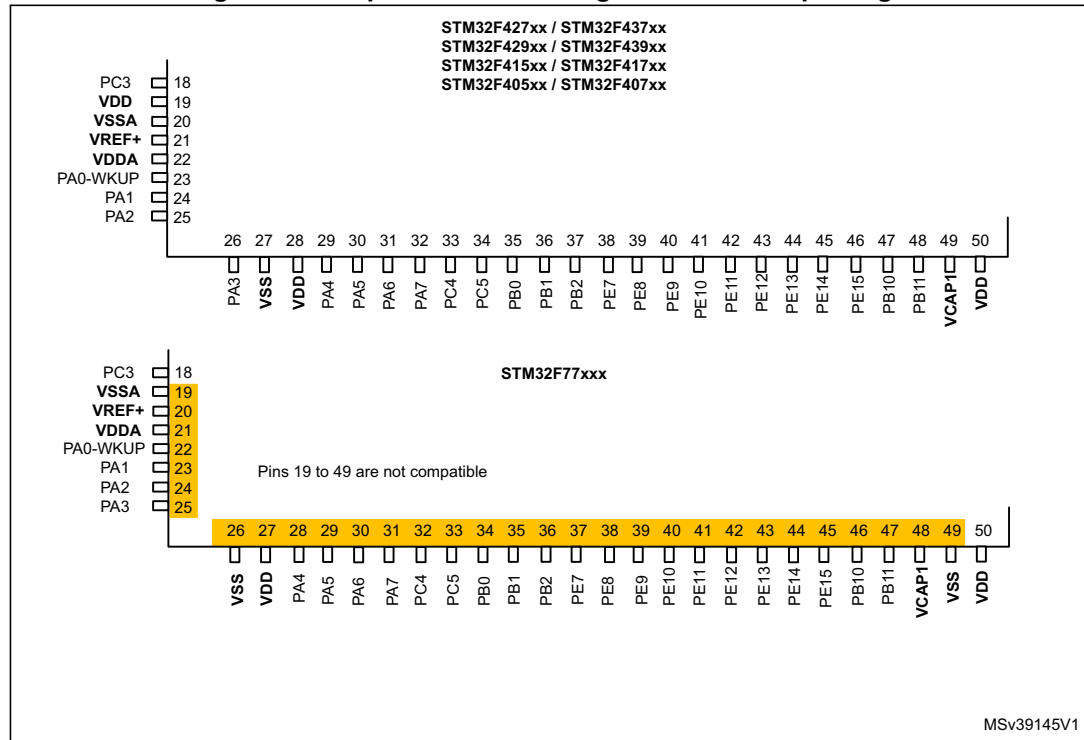 STM32F427xx / STM32F437xx
STM32F429xx / STM32F439xx
STM32F415xx / STM32F417xx
STM32F405xx / STM32F407xx
PC3 18
VDD 19
VSSA 20
VREF+ 21
VDDA 22
PA0-WKUP 23
PA1 24
PA2 25
26 27 28 29 30 31 32 33 34 35 36 37 38 39 40 41 42 43 44 45 46 47 48 49 50
PA3 VSS VDD PA4 PA5 PA6 PA7 PC4 PC5 PB0 PB1 PB2 PE7 PE8 PE9 PE10 PE11 PE12 PE13 PE14 PE15 PB10 PB11 VCAP1 VDD
STM32F77xxx
PC3 18
VSSA 19
VREF+ 20
VDDA 21
PA0-WKUP 22
PA1 23
PA2 24
PA3 25
Pins 19 to 49 are not compatible
26 27 28 29 30 31 32 33 34 35 36 37 38 39 40 41 42 43 44 45 46 47 48 49 50
VSS VDD PA4 PA5 PA6 PA7 PC4 PC5 PB0 PB1 PB2 PE7 PE8 PE9 PE10 PE11 PE12 PE13 PE14 PE15 PB10 PB11 VCAP1 VSS VDD
MSv39145V1